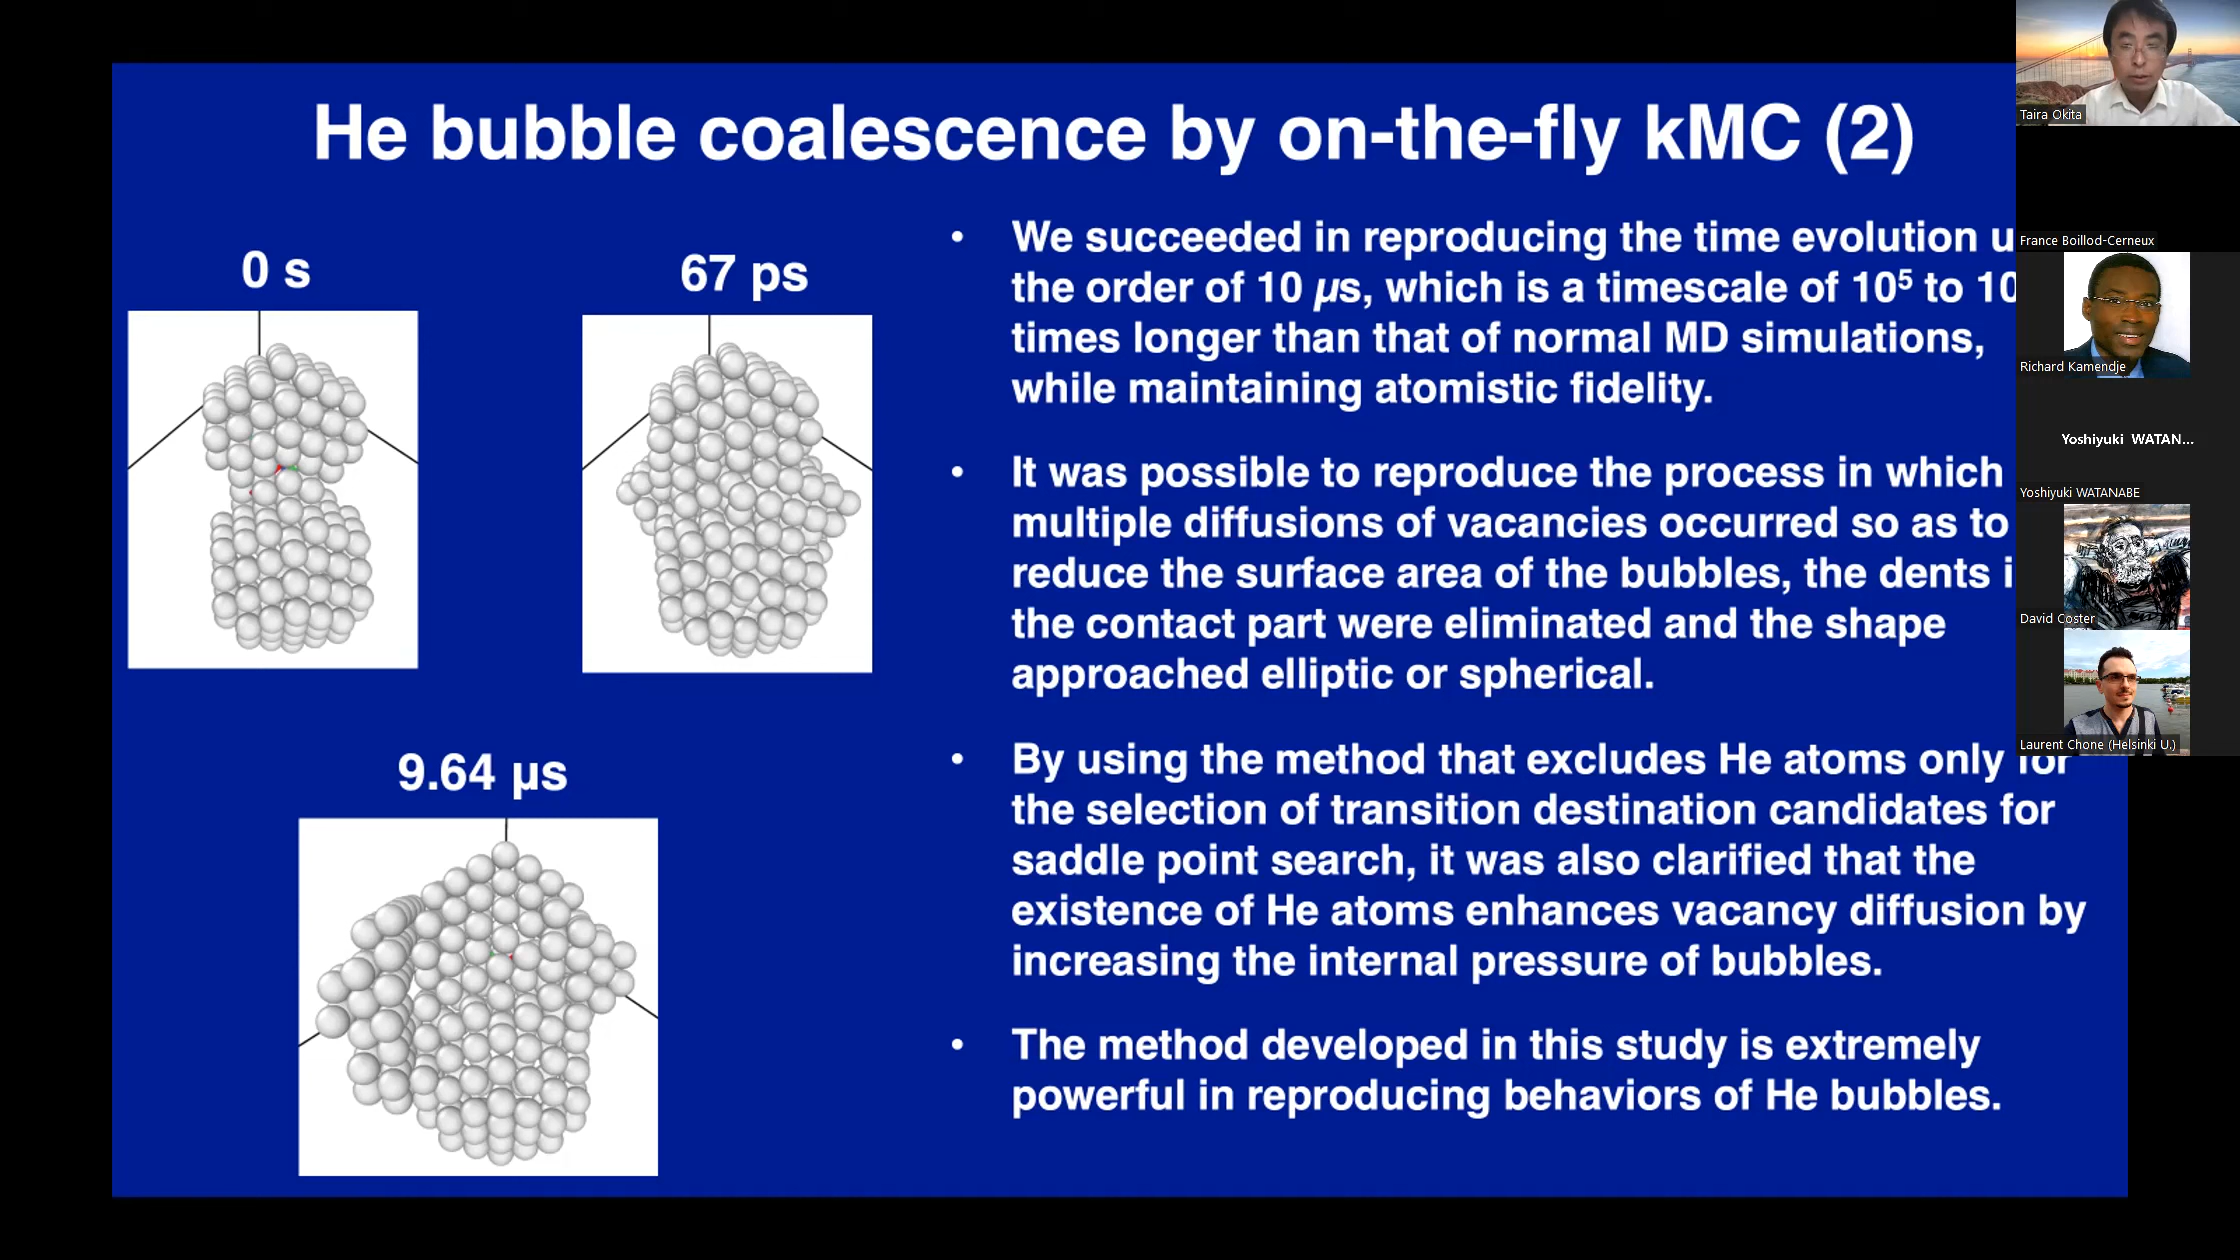 He bubble coalescence by on-the-fly kMC (2)
0 s
67 ps
9.64 µs
• We succeeded in reproducing the time evolution
the order of 10 µs, which is a timescale of 10⁵ to 10
times longer than that of normal MD simulations,
while maintaining atomistic fidelity.
• It was possible to reproduce the process in which
multiple diffusions of vacancies occurred so as to
reduce the surface area of the bubbles, the dents
the contact part were eliminated and the shape
approached elliptic or spherical.
• By using the method that excludes He atoms only for
the selection of transition destination candidates for
saddle point search, it was also clarified that the
existence of He atoms enhances vacancy diffusion by
increasing the internal pressure of bubbles.
• The method developed in this study is extremely
powerful in reproducing behaviors of He bubbles.
Taira Okita
France Boillod-Cerneux
Richard Kamendje
Yoshiyuki WATAN...
Yoshiyuki WATANABE
David Coster
Laurent Chone (Helsinki U.)